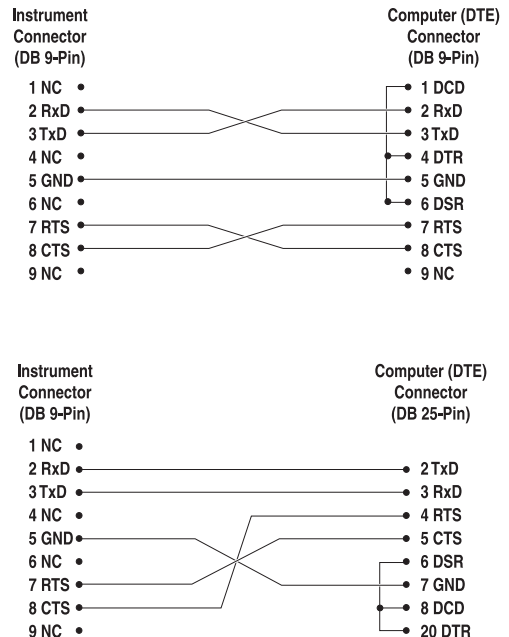 Instrument
Connector
(DB 9-Pin)
Computer (DTE)
Connector
(DB 9-Pin)
1 NC 1 DCD
2 RxD 2 RxD
3 TxD 3 TxD
4 NC 4 DTR
5 GND 5 GND
6 NC 6 DSR
7 RTS 7 RTS
8 CTS 8 CTS
9 NC 9 NC
Instrument
Connector
(DB 9-Pin)
Computer (DTE)
Connector
(DB 25-Pin)
1 NC
2 RxD 2 TxD
3 TxD 3 RxD
4 NC 4 RTS
5 GND 5 CTS
6 NC 6 DSR
7 RTS 7 GND
8 CTS 8 DCD
9 NC 20 DTR